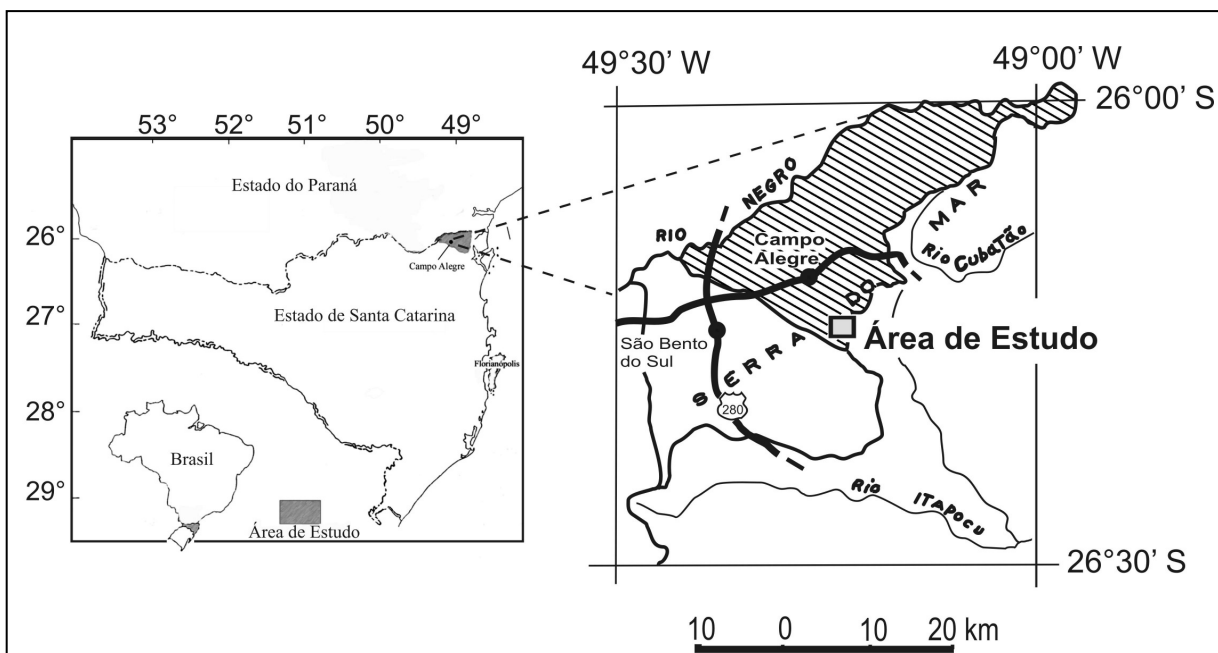 53° 52° 51° 50° 49°
Estado do Paraná
26°
Campo Alegre
27°
Estado de Santa Catarina
Florianópolis
28°
Brasil
29°
Área de Estudo
49°30' W
49°00' W
26°00' S
RIO NEGRO
Campo
Alegre
SERRA DO MAR
Rio CubaTão
São Bento
do Sul
Área de Estudo
280
Rio ITAPOCU
26°30' S
10 0 10 20 km